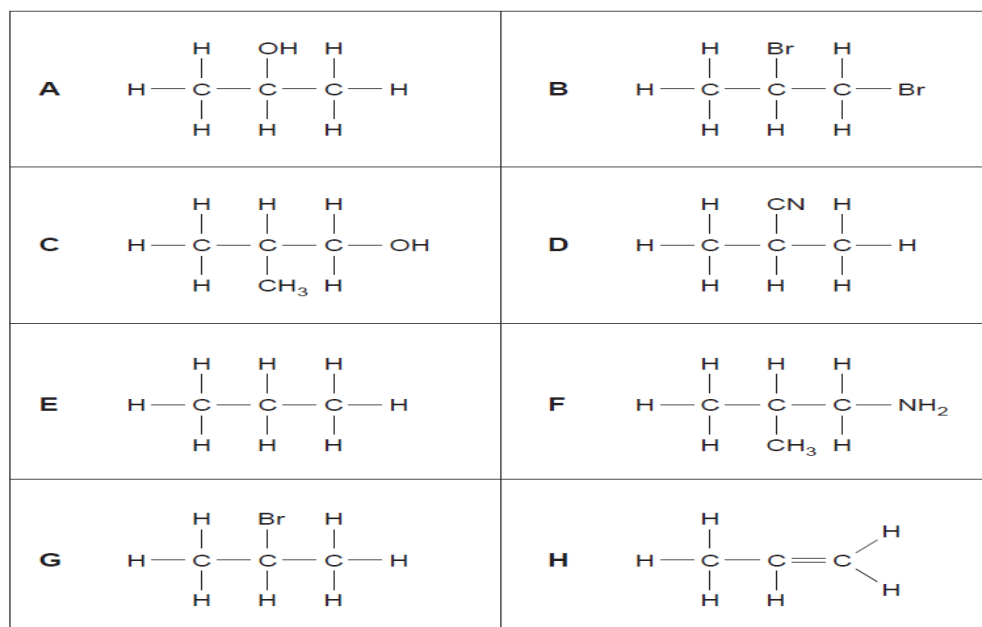 A
H OH H
H C C C H
H H H
B
H Br H
H C C C Br
H H H
C
H H H
H C C C OH
H CH₃ H
D
H CN H
H C C C H
H H H
E
H H H
H C C C H
H H H
F
H H H
H C C C NH₂
H CH₃ H
G
H Br H
H C C C H
H H H
H
H H
H C C C
H H H